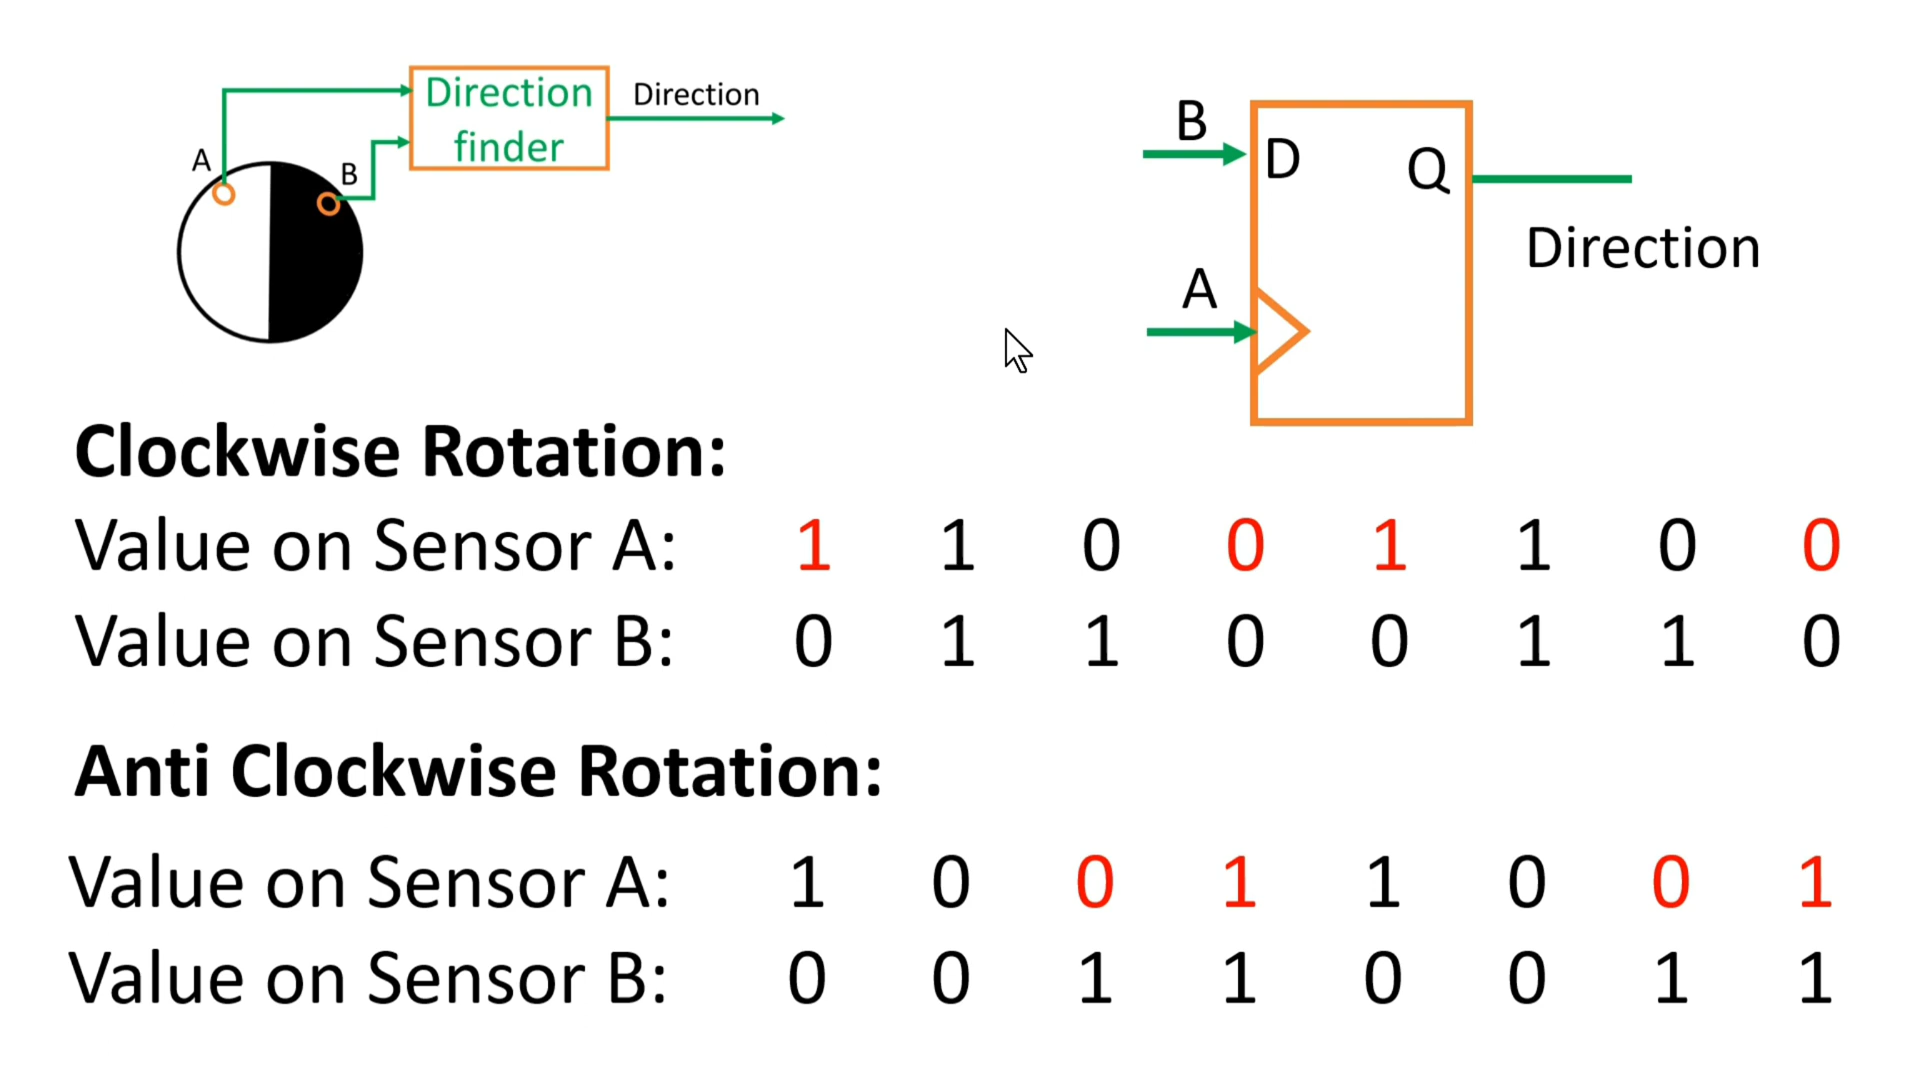 Direction
finder
Direction
A
B
B
D
Q
A
Direction
Clockwise Rotation:
Value on Sensor A: 1 1 0 0 1 1 0 0
Value on Sensor B: 0 1 1 0 0 1 1 0
Anti Clockwise Rotation:
Value on Sensor A: 1 0 0 1 1 0 0 1
Value on Sensor B: 0 0 1 1 0 0 1 1